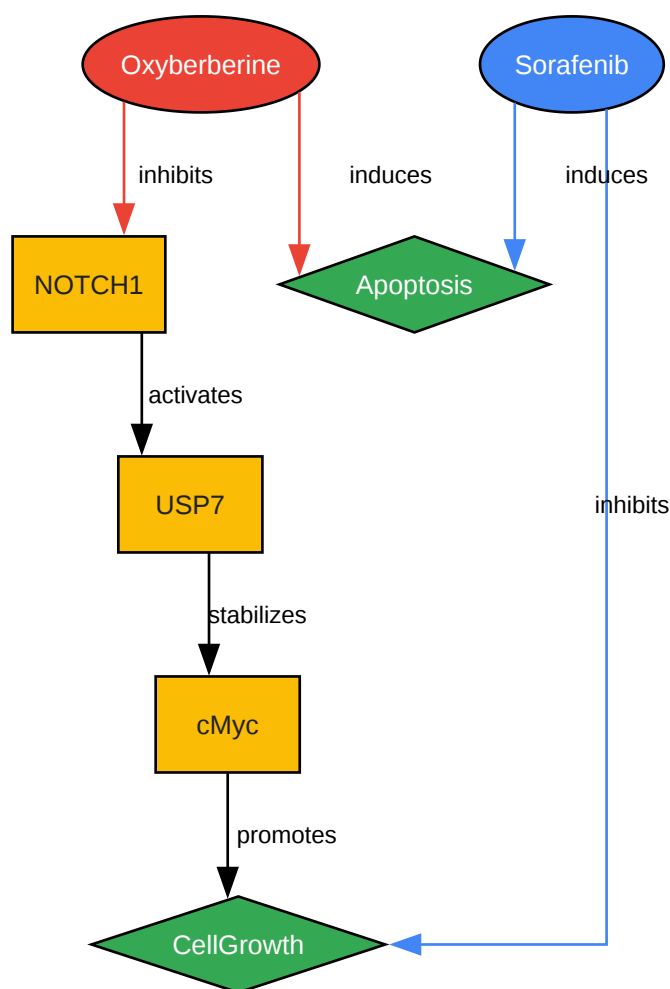 Oxyberberine
Sorafenib
inhibits
induces
induces
NOTCH1
Apoptosis
activates
USP7
inhibits
stabilizes
cMyc
promotes
CellGrowth